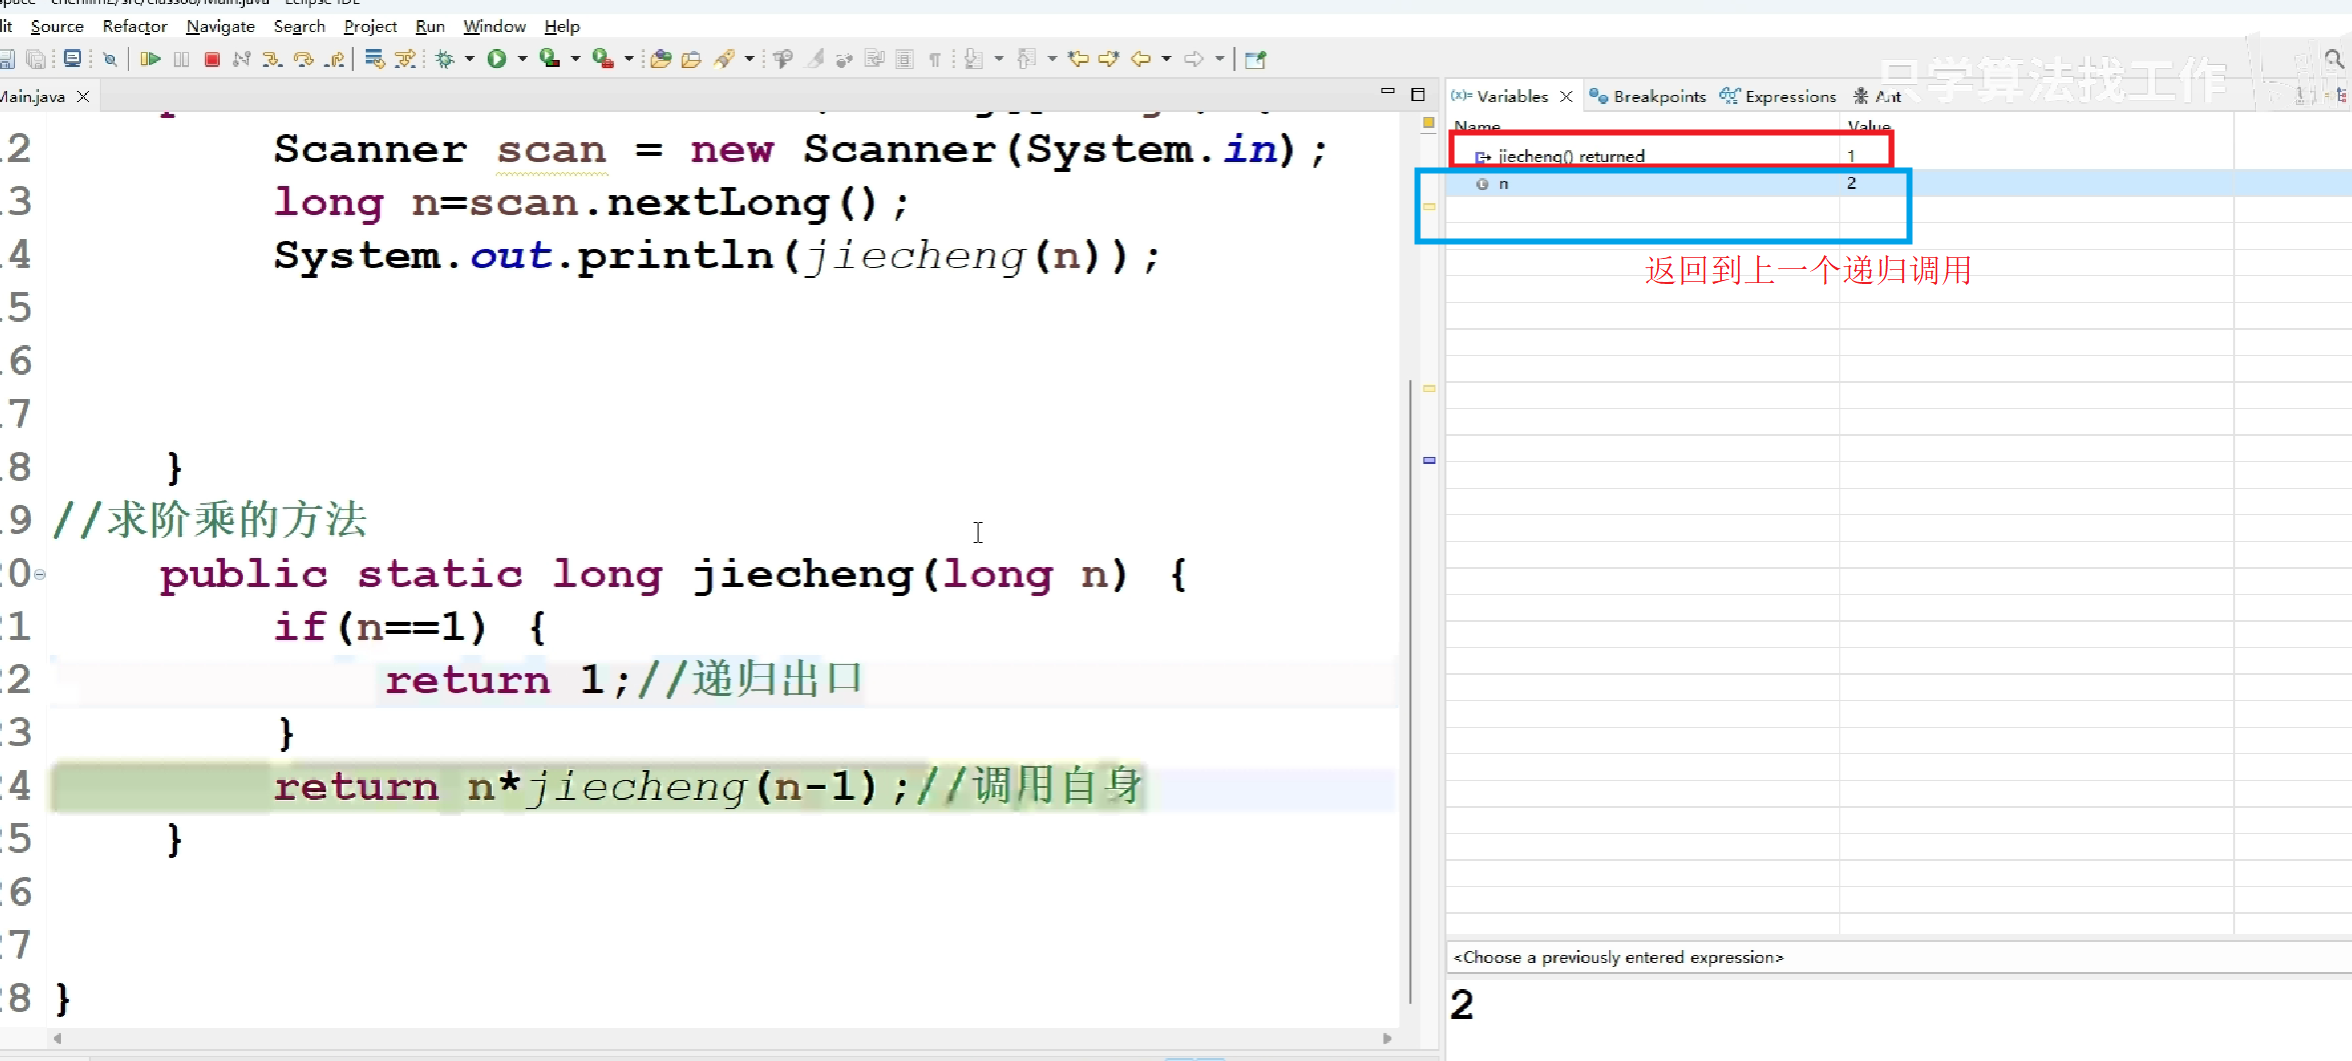 Source Refactor Navigate Search Project Run Window Help
Main.java
只学算法找工作
Variables Breakpoints Expressions Ant
Name Value
jiecheng() returned 1
n 2
返回到上一个递归调用
2 Scanner scan = new Scanner(System.in);
3 long n=scan.nextLong();
4 System.out.println(jiecheng(n));
5
6
7
8 }
9 //求阶乘的方法
0 public static long jiecheng(long n) {
1 if(n==1) {
2 return 1;//递归出口
3 }
4 return n*jiecheng(n-1);//调用自身
5 }
6
7
8 }
<Choose a previously entered expression>
2